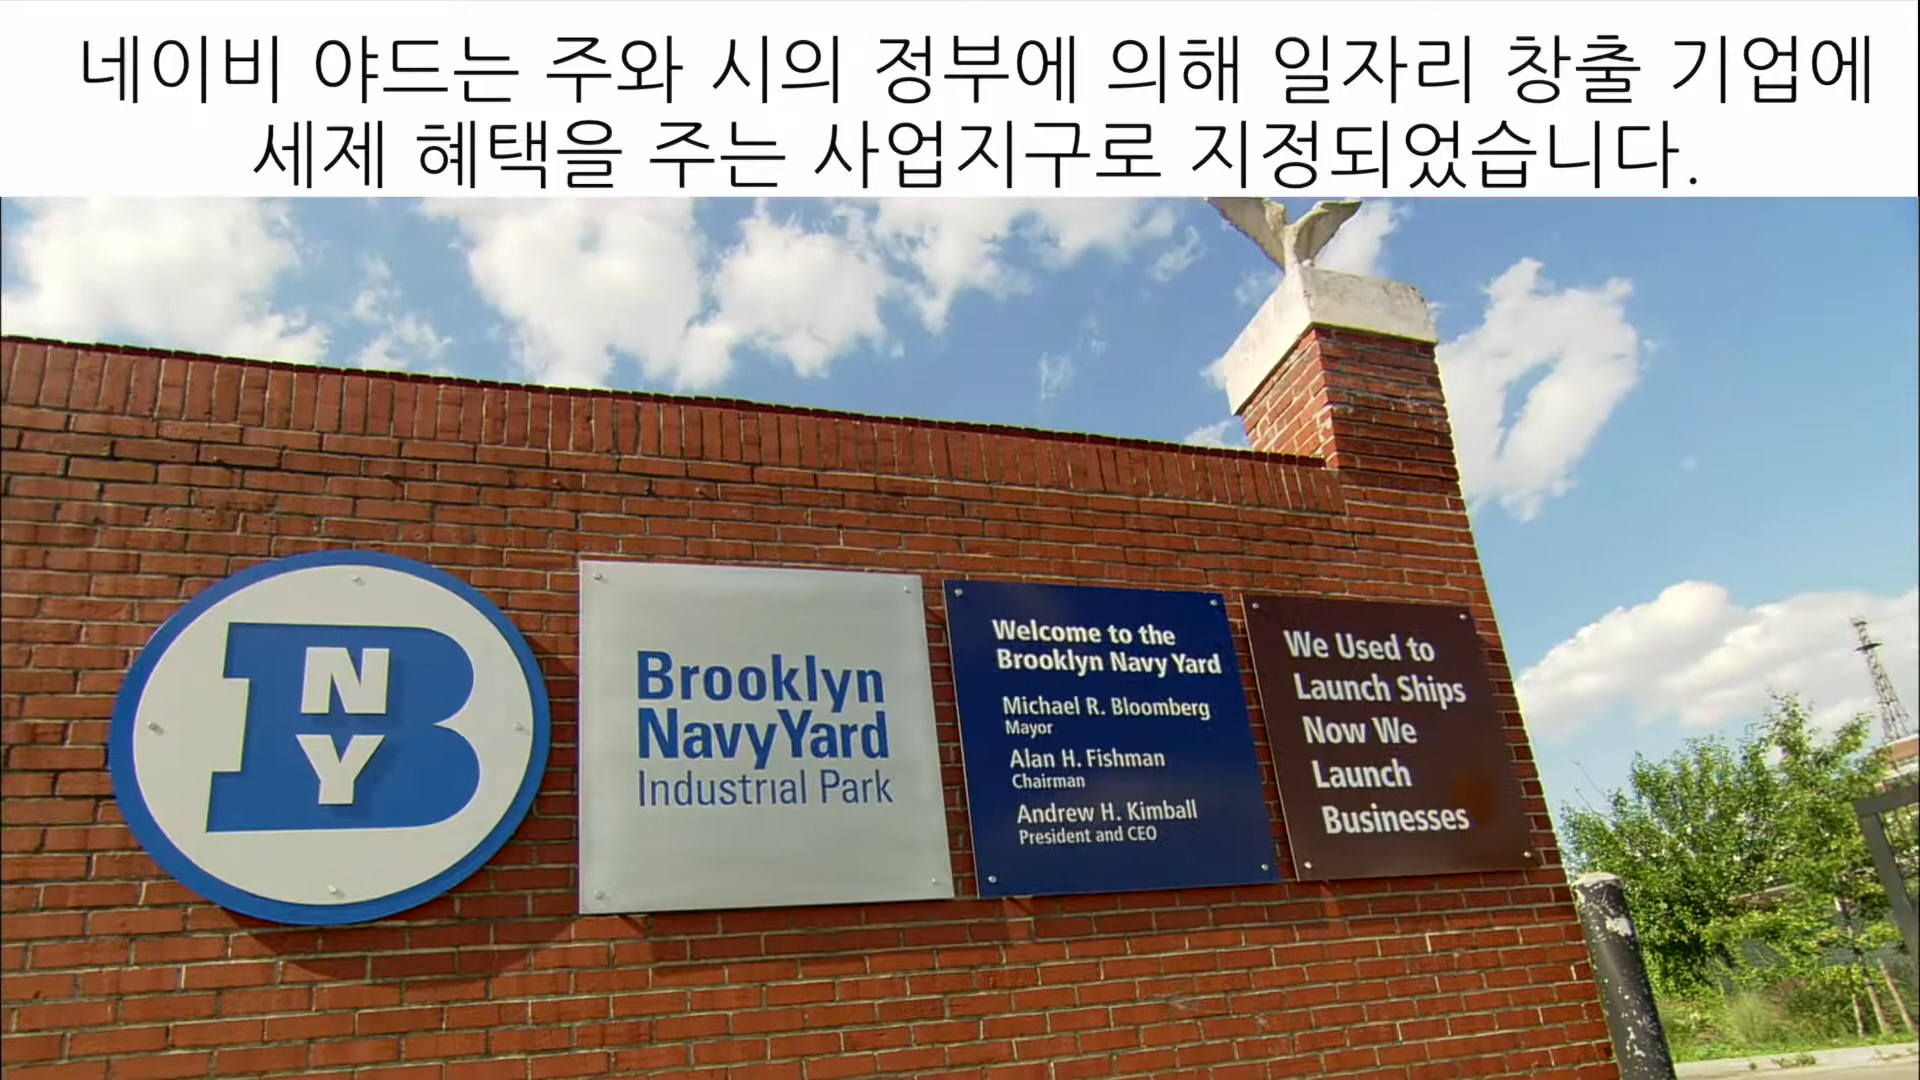 네이비 야드는 주와 시의 정부에 의해 일자리 창출 기업에
세제 혜택을 주는 사업지구로 지정되었습니다.
B
N
Y
Brooklyn
NavyYard
Industrial Park
Welcome to the
Brooklyn Navy Yard
Michael R. Bloomberg
Mayor
Alan H. Fishman
Chairman
Andrew H. Kimball
President and CEO
We Used to
Launch Ships
Now We
Launch
Businesses